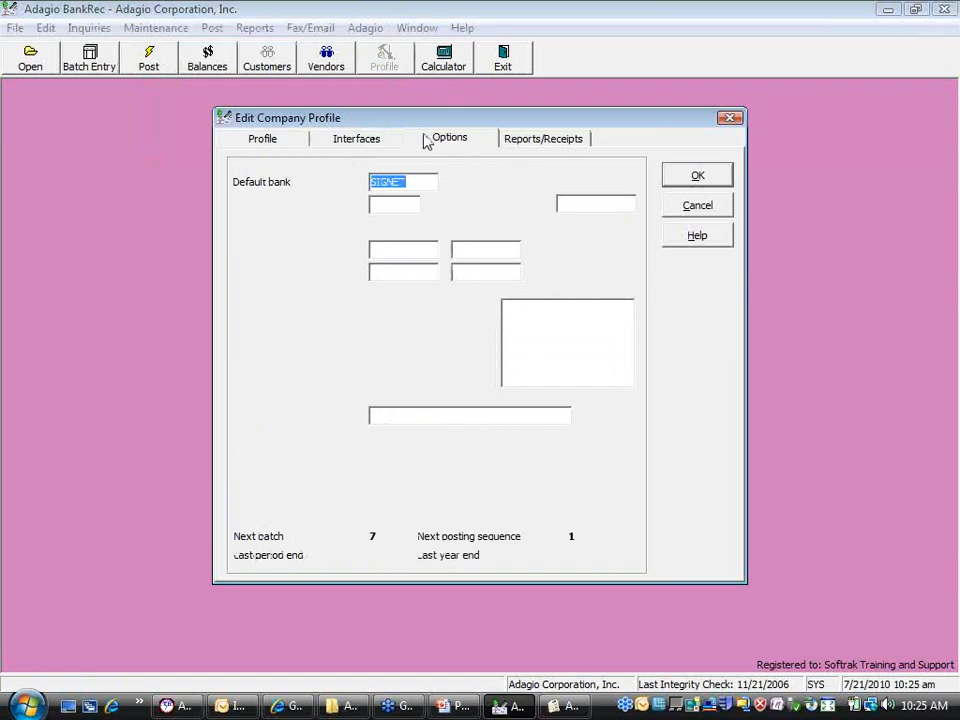 Adagio BankRec - Adagio Corporation, Inc.
File Edit Inquiries Maintenance Post Reports Fax/Email Adagio Window Help
Open Batch Entry Post Balances Customers Vendors Profile Calculator Exit
Edit Company Profile
Profile Interfaces Options Reports/Receipts
Default bank SIGNET
OK
Cancel
Help
Next batch 7 Next posting sequence 1
Last period end Last year end
Registered to: Softrak Training and Support
Adagio Corporation, Inc. Last Integrity Check: 11/21/2006 SYS 7/21/2010 10:25 am
» A... I... G... A... G... P... A... A... 10:25 AM